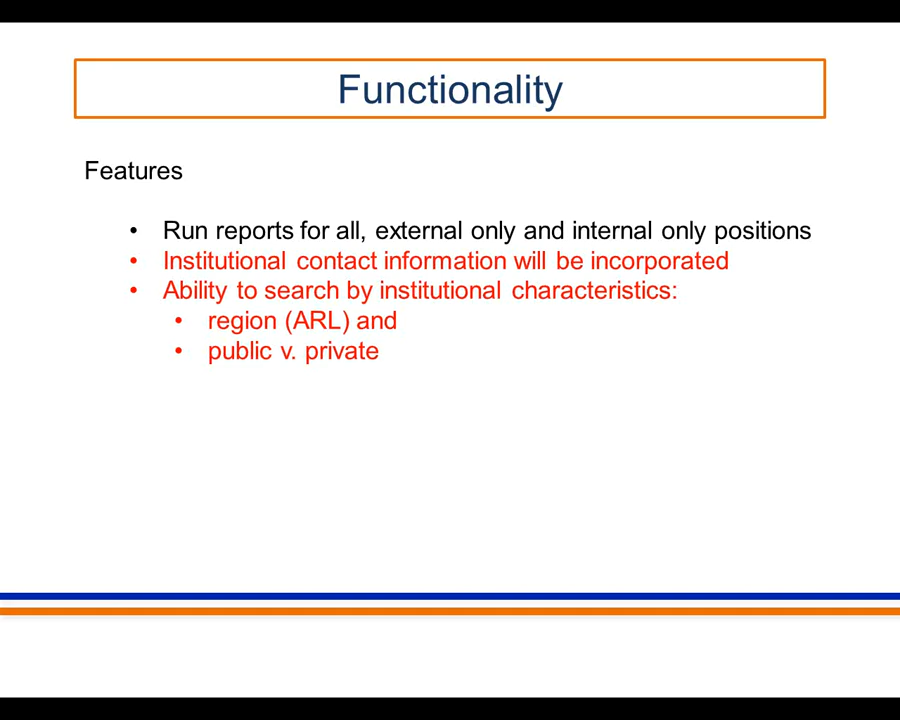 Functionality
Features
• Run reports for all, external only and internal only positions
• Institutional contact information will be incorporated
• Ability to search by institutional characteristics:
• region (ARL) and
• public v. private